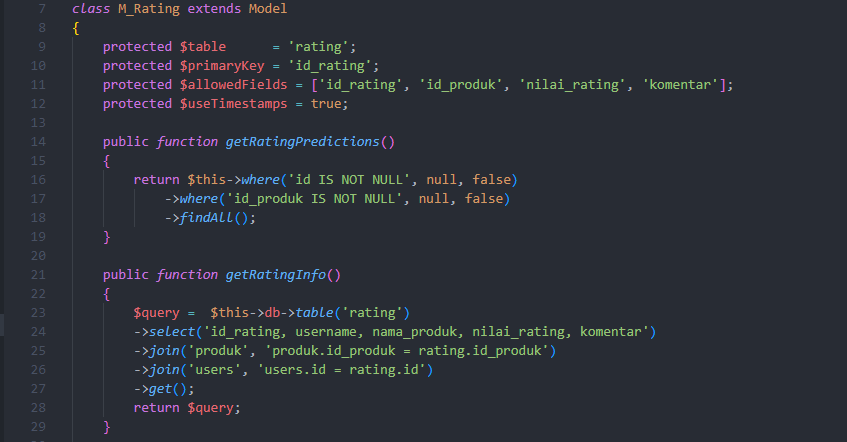 7 class M_Rating extends Model
8 {
9     protected $table      = 'rating';
10     protected $primaryKey = 'id_rating';
11     protected $allowedFields = ['id_rating', 'id_produk', 'nilai_rating', 'komentar'];
12     protected $useTimestamps = true;
13
14     public function getRatingPredictions()
15     {
16         return $this->where('id IS NOT NULL', null, false)
17             ->where('id_produk IS NOT NULL', null, false)
18             ->findAll();
19     }
20
21     public function getRatingInfo()
22     {
23         $query =  $this->db->table('rating')
24         ->select('id_rating, username, nama_produk, nilai_rating, komentar')
25         ->join('produk', 'produk.id_produk = rating.id_produk')
26         ->join('users', 'users.id = rating.id')
27         ->get();
28         return $query;
29     }